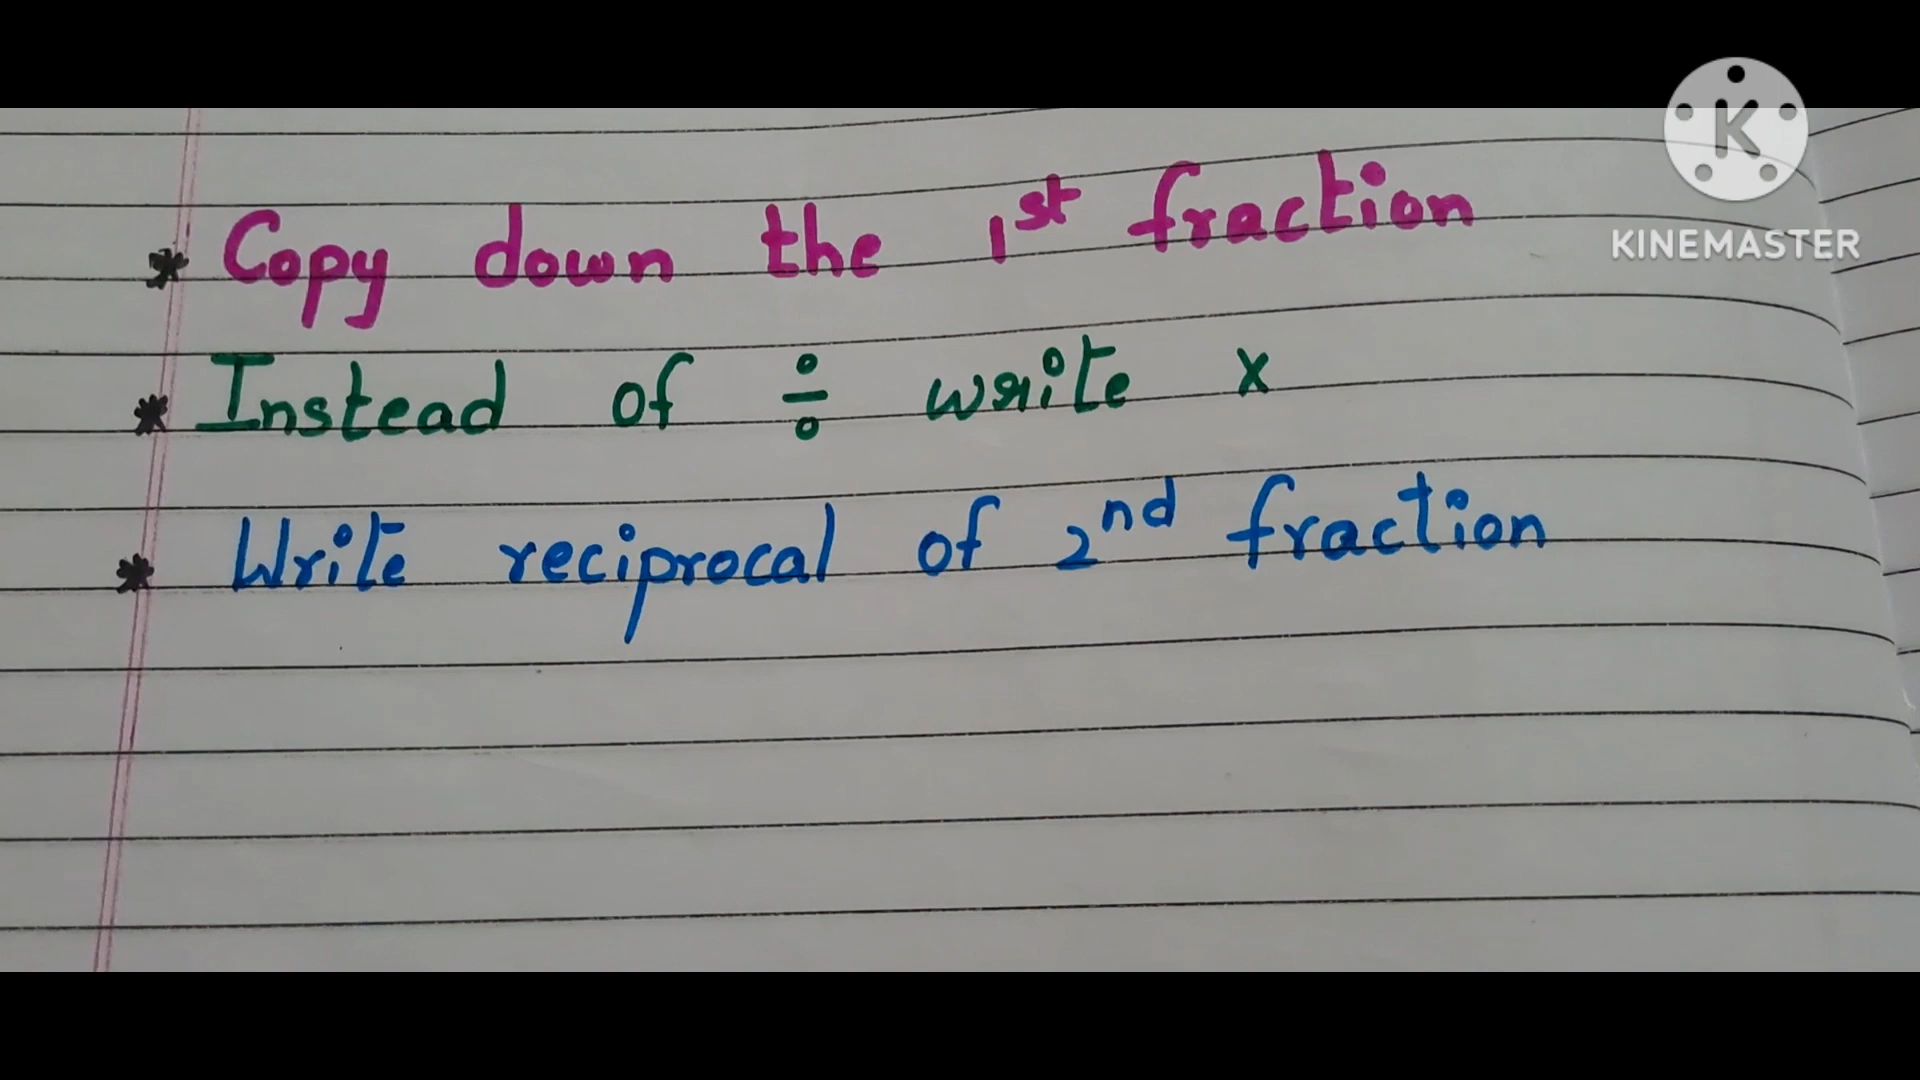 * Copy down the 1st fraction
* Instead of ÷ write x
* Write reciprocal of 2nd fraction
K
KINEMASTER